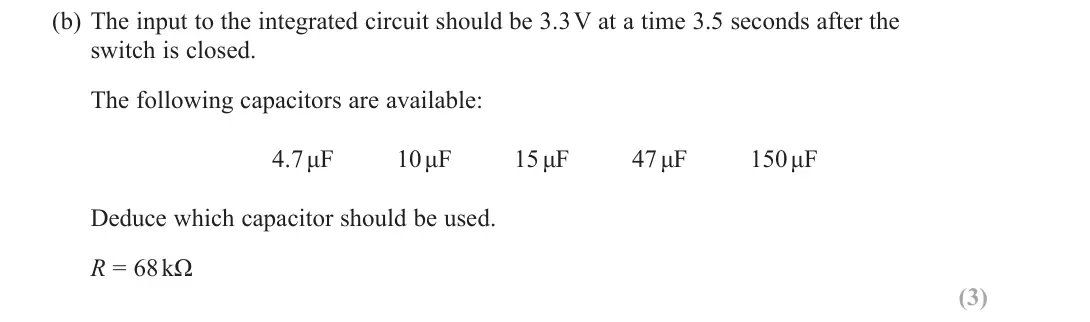 (b) The input to the integrated circuit should be 3.3 V at a time 3.5 seconds after the
switch is closed.
The following capacitors are available:
4.7 μF 10 μF 15 μF 47 μF 150 μF
Deduce which capacitor should be used.
R = 68 kΩ
(3)